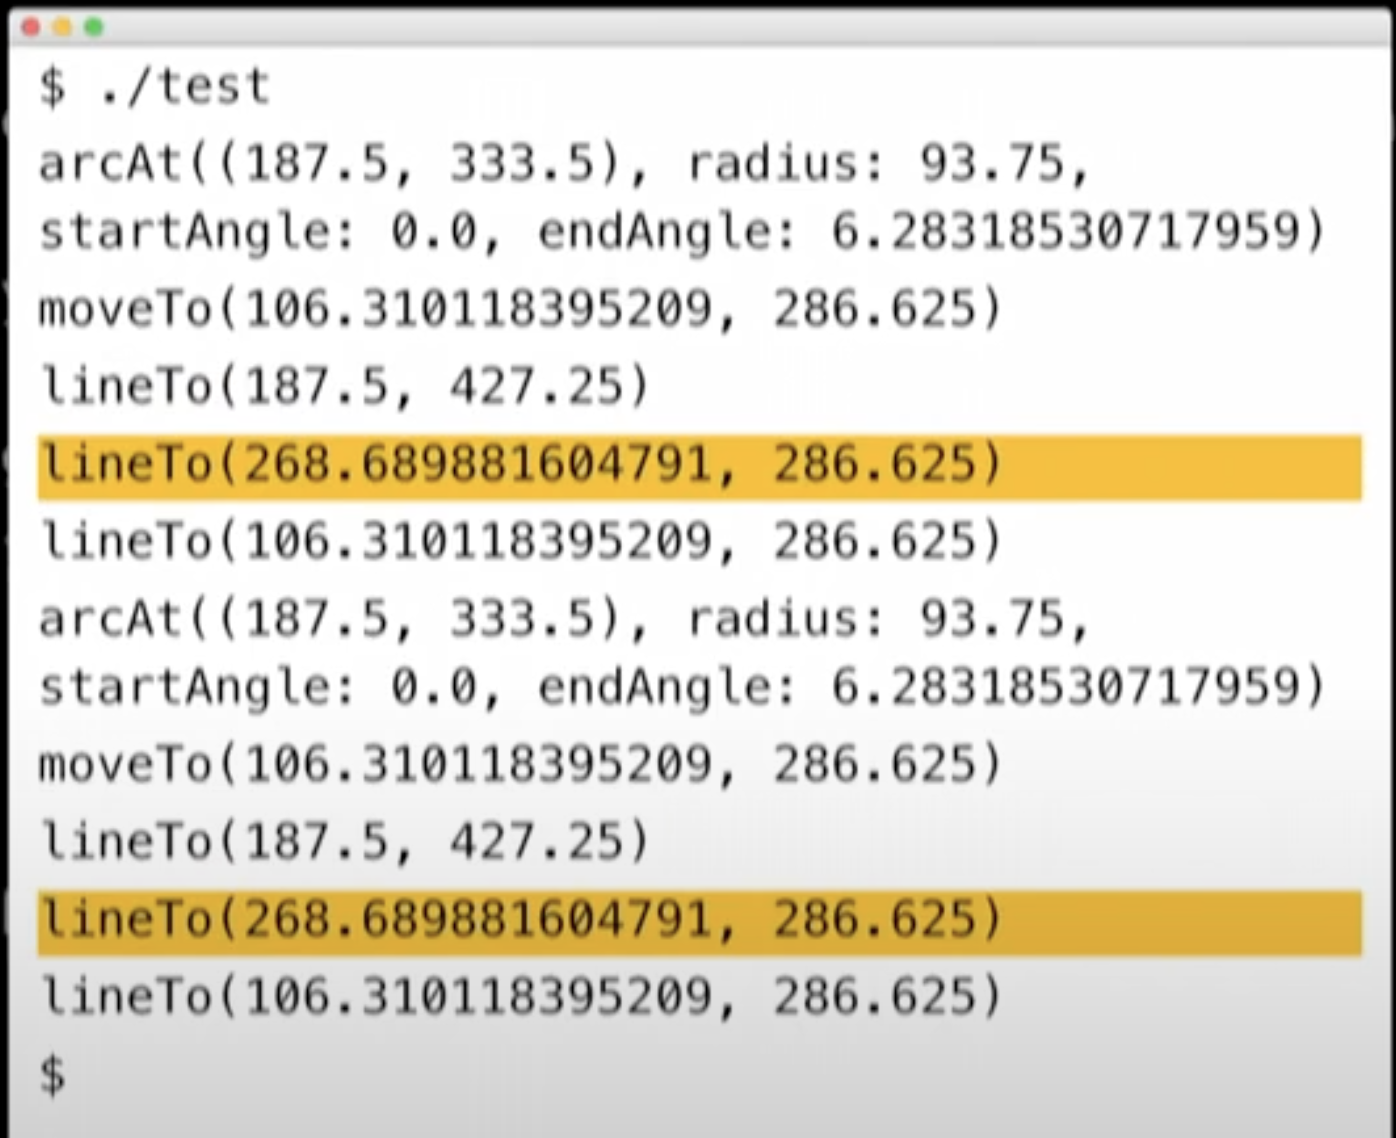 $ ./test
arcAt((187.5, 333.5), radius: 93.75,
startAngle: 0.0, endAngle: 6.28318530717959)
moveTo(106.310118395209, 286.625)
lineTo(187.5, 427.25)
lineTo(268.689881604791, 286.625)
lineTo(106.310118395209, 286.625)
arcAt((187.5, 333.5), radius: 93.75,
startAngle: 0.0, endAngle: 6.28318530717959)
moveTo(106.310118395209, 286.625)
lineTo(187.5, 427.25)
lineTo(268.689881604791, 286.625)
lineTo(106.310118395209, 286.625)
$